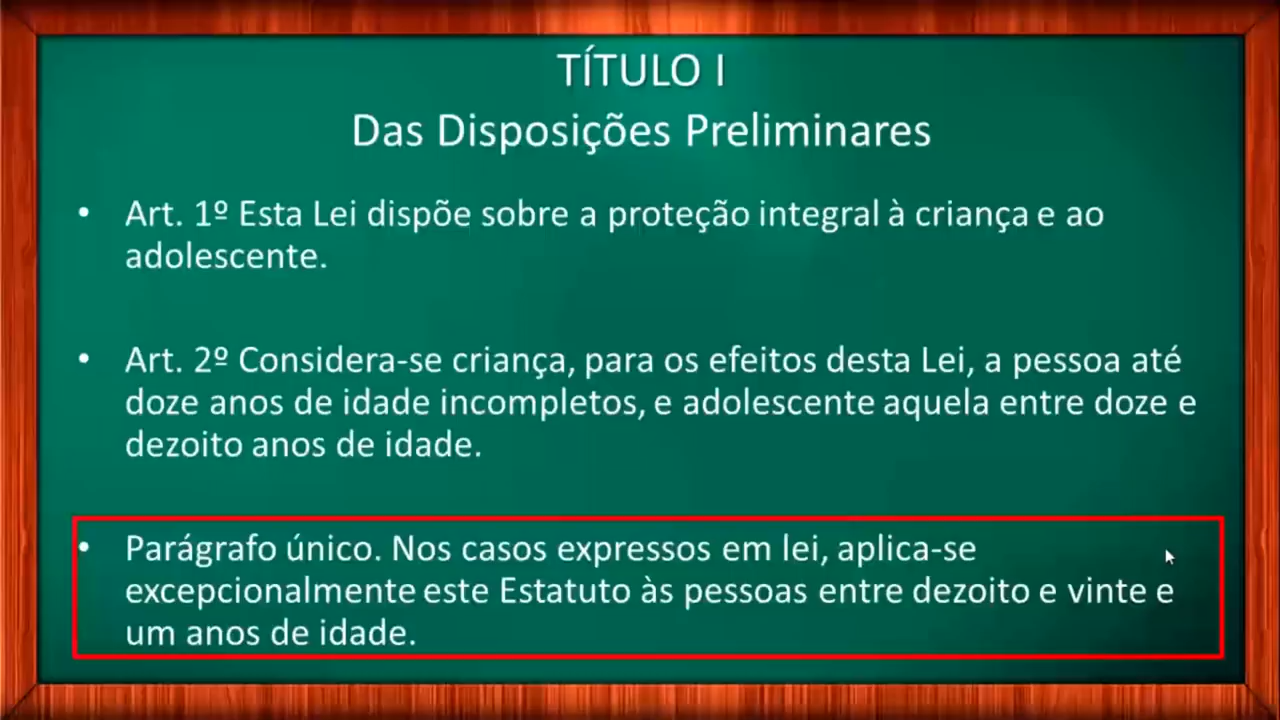 TÍTULO I
Das Disposições Preliminares
• Art. 1º Esta Lei dispõe sobre a proteção integral à criança e ao
adolescente.
• Art. 2º Considera-se criança, para os efeitos desta Lei, a pessoa até
doze anos de idade incompletos, e adolescente aquela entre doze e
dezoito anos de idade.
• Parágrafo único. Nos casos expressos em lei, aplica-se
excepcionalmente este Estatuto às pessoas entre dezoito e vinte e
um anos de idade.